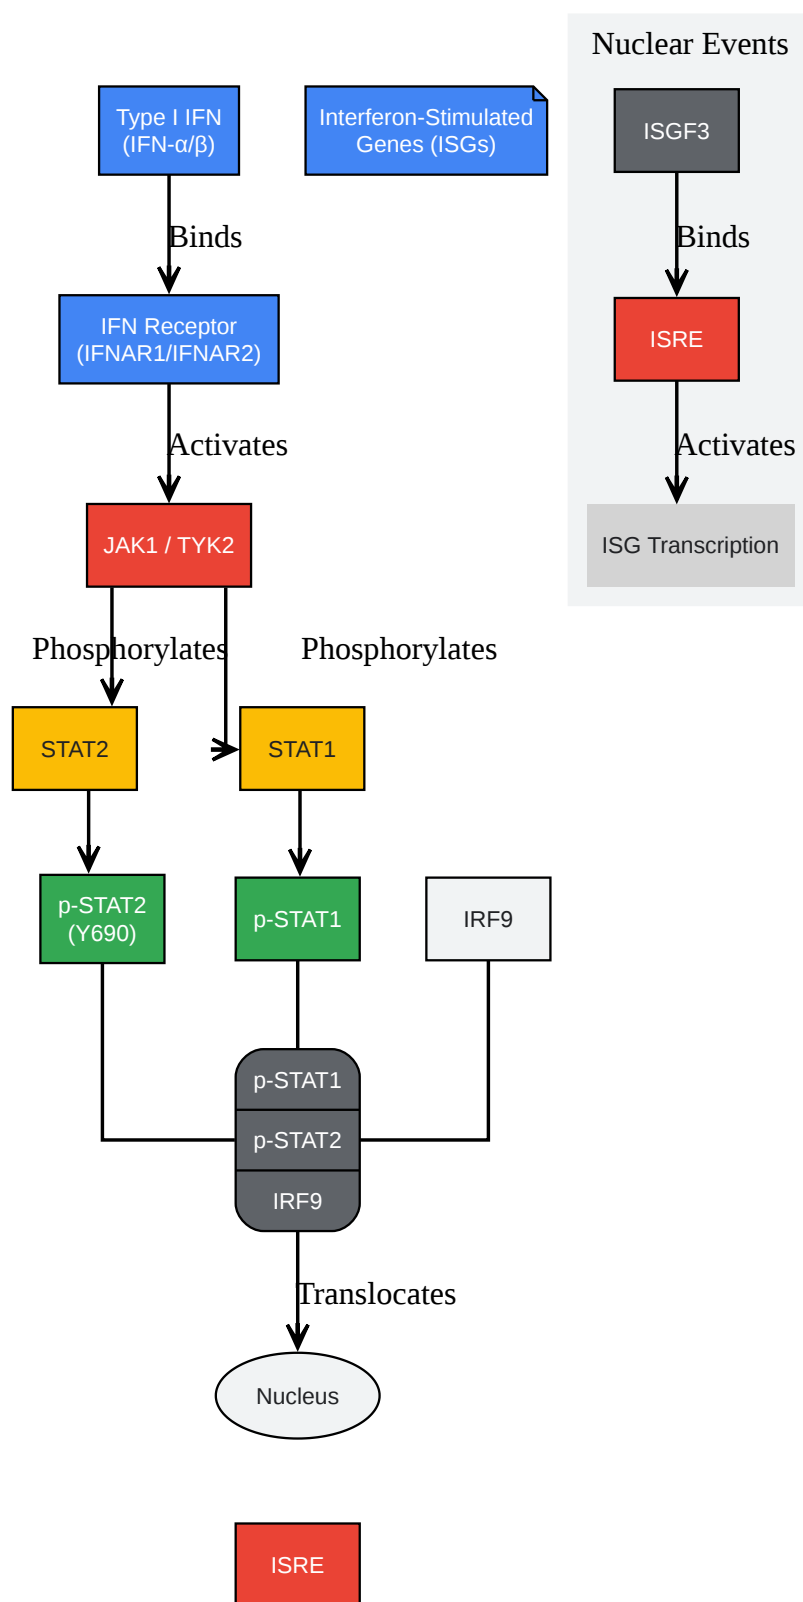 Nuclear Events
Type I IFN
(IFN-α/β)
Interferon-Stimulated
Genes (ISGs)
ISGF3
Binds
Binds
IFN Receptor
(IFNAR1/IFNAR2)
ISRE
Activates
Activates
JAK1 / TYK2
ISG Transcription
Phosphorylates
Phosphorylates
STAT2
STAT1
p-STAT2
(Y690)
p-STAT1
IRF9
p-STAT1
p-STAT2
IRF9
Translocates
Nucleus
ISRE